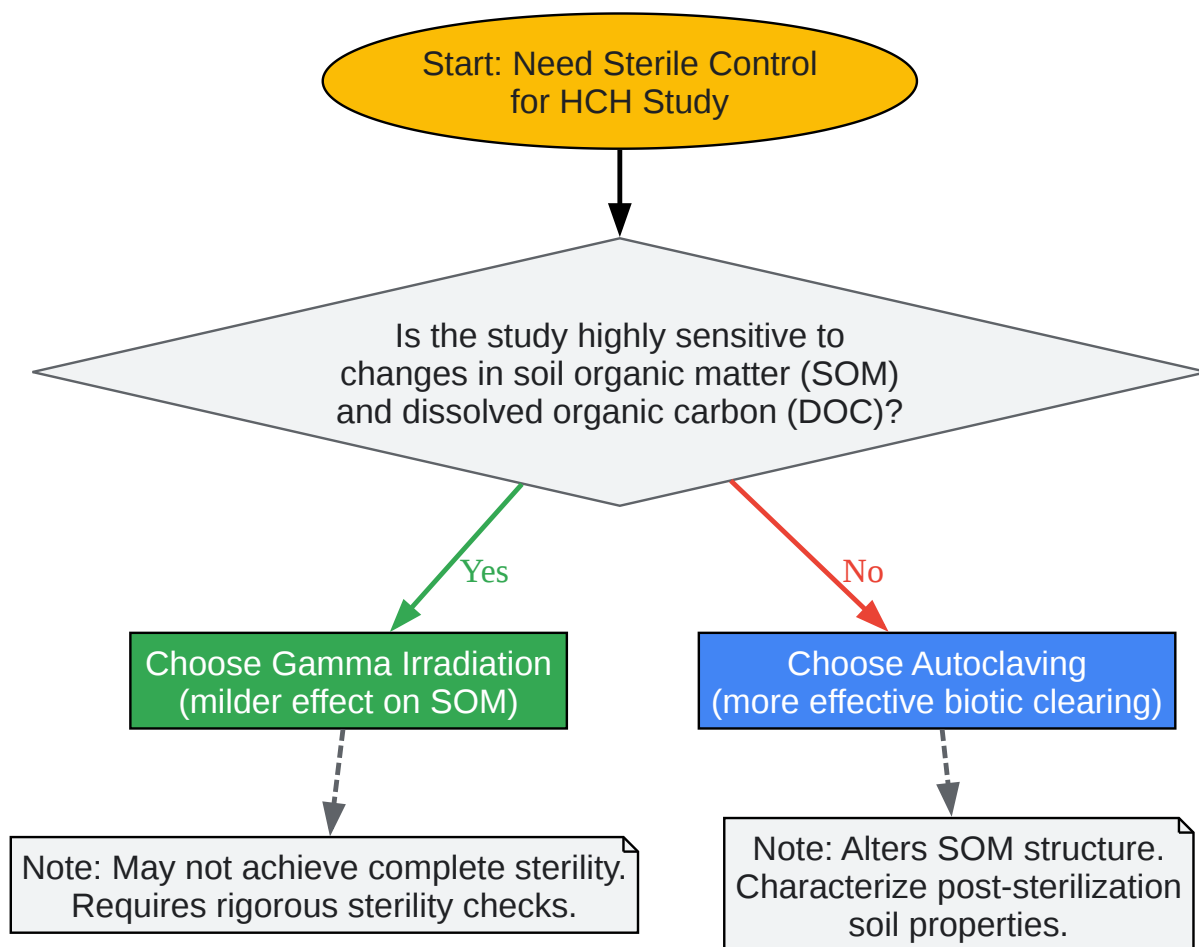 Start: Need Sterile Control
for HCH Study
Is the study highly sensitive to
changes in soil organic matter (SOM)
and dissolved organic carbon (DOC)?
Yes
No
Choose Gamma Irradiation
(milder effect on SOM)
Choose Autoclaving
(more effective biotic clearing)
Note: May not achieve complete sterility.
Requires rigorous sterility checks.
Note: Alters SOM structure.
Characterize post-sterilization
soil properties.